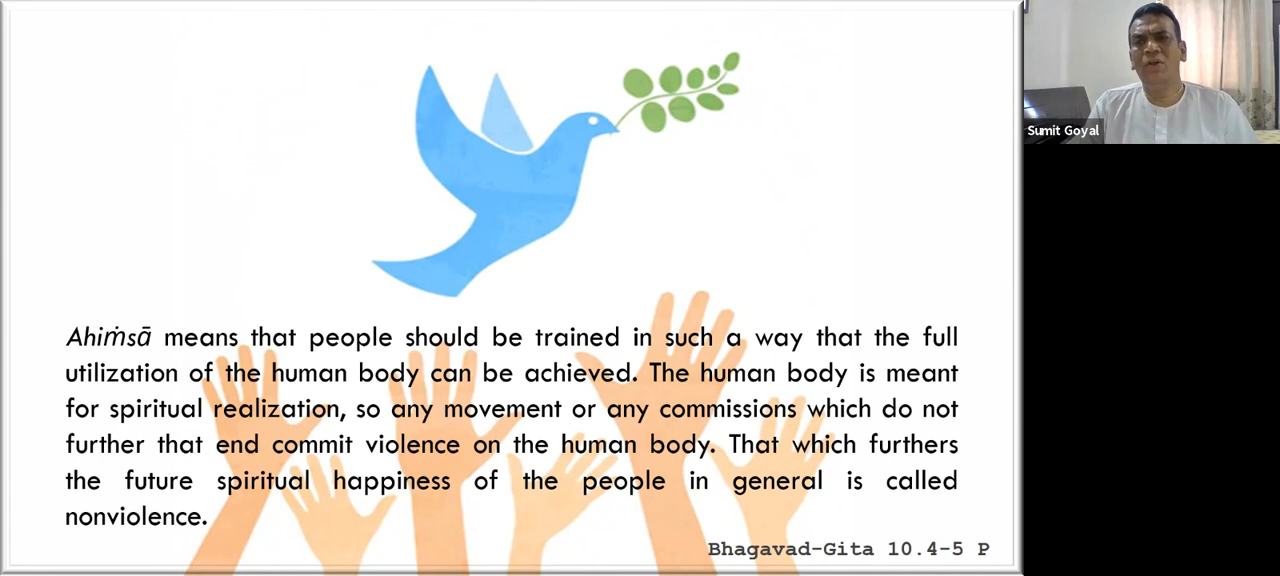 Sumit Goyal
Ahiṁsā means that people should be trained in such a way that the full
utilization of the human body can be achieved. The human body is meant
for spiritual realization, so any movement or any commissions which do not
further that end commit violence on the human body. That which furthers
the future spiritual happiness of the people in general is called
nonviolence.
Bhagavad-Gita 10.4-5 P